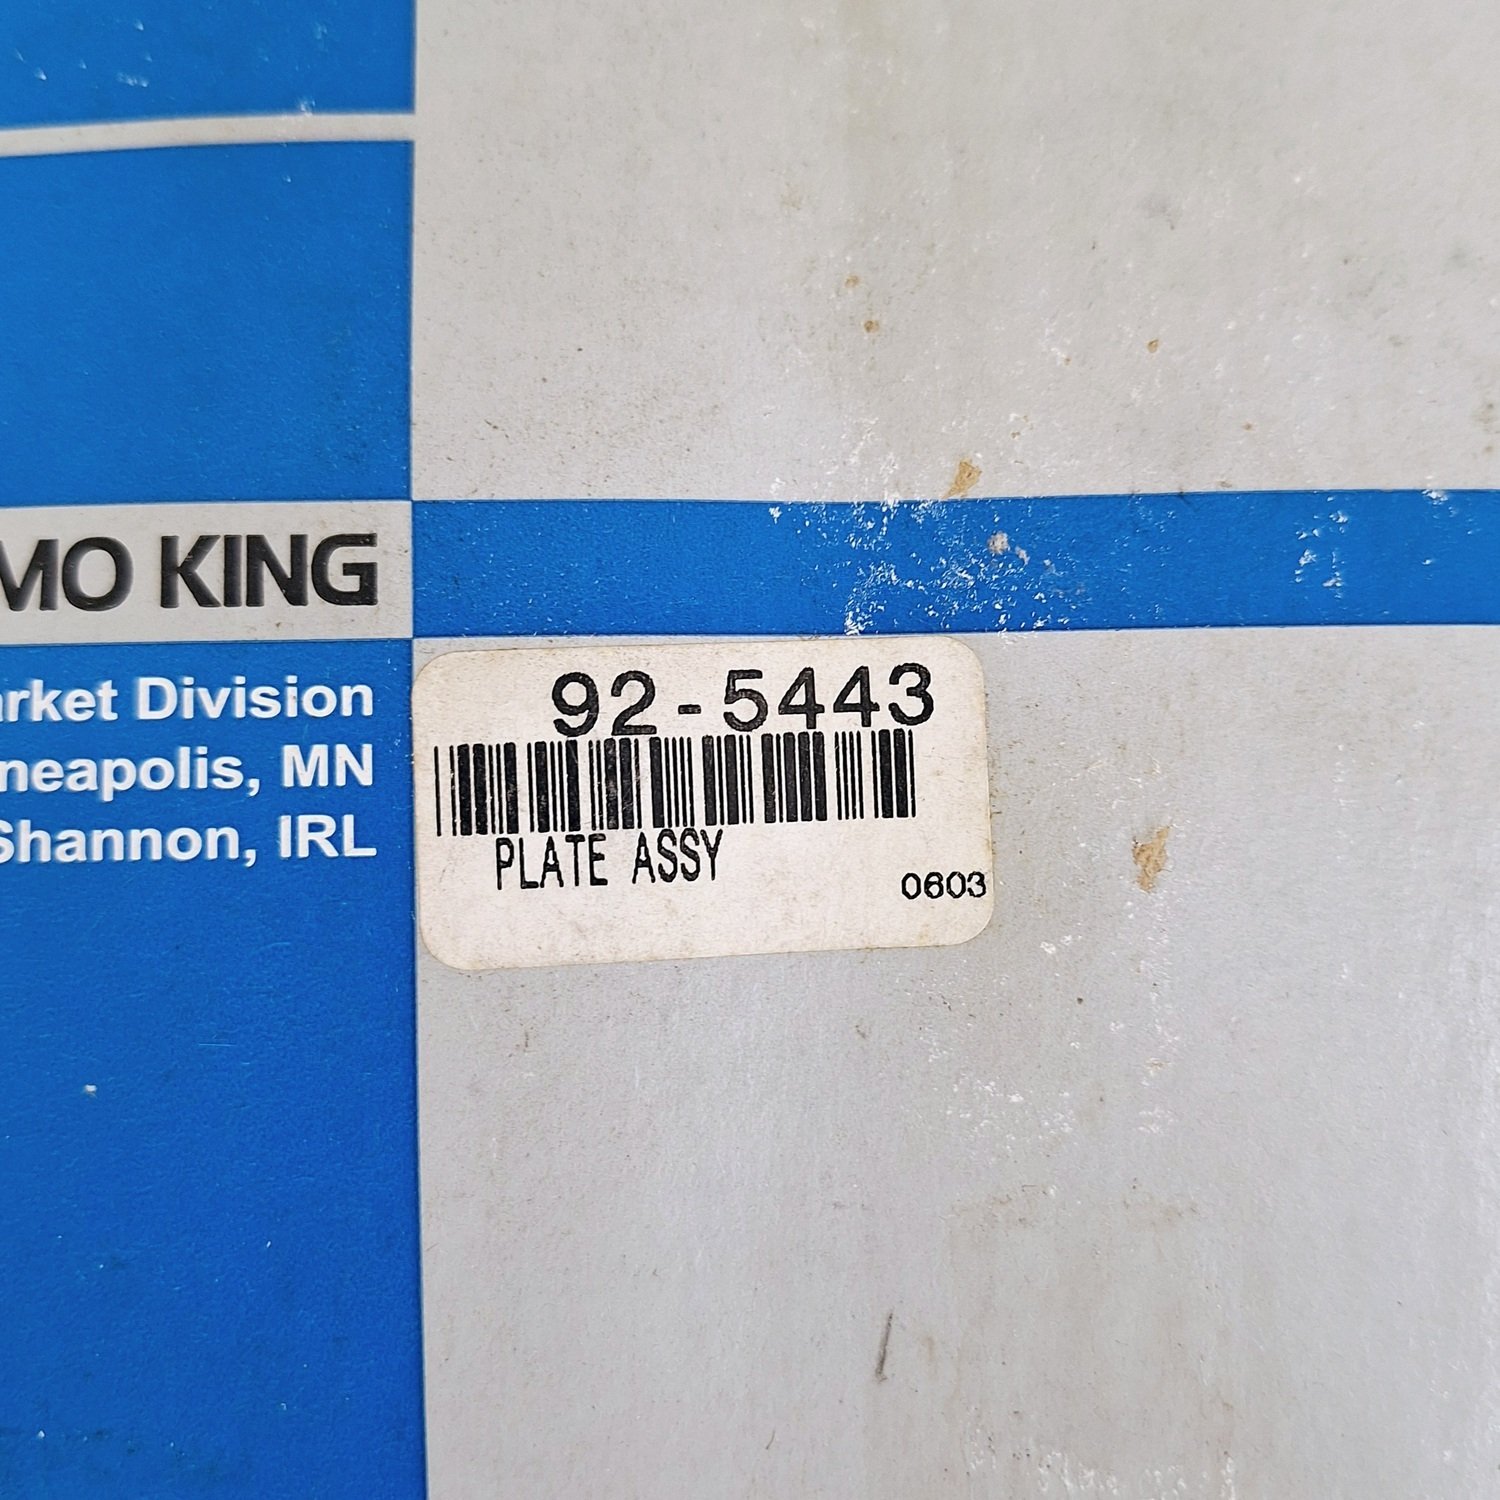 MO KING
arket Division
neapolis, MN
Shannon, IRL
92-5443
PLATE ASSY
0603